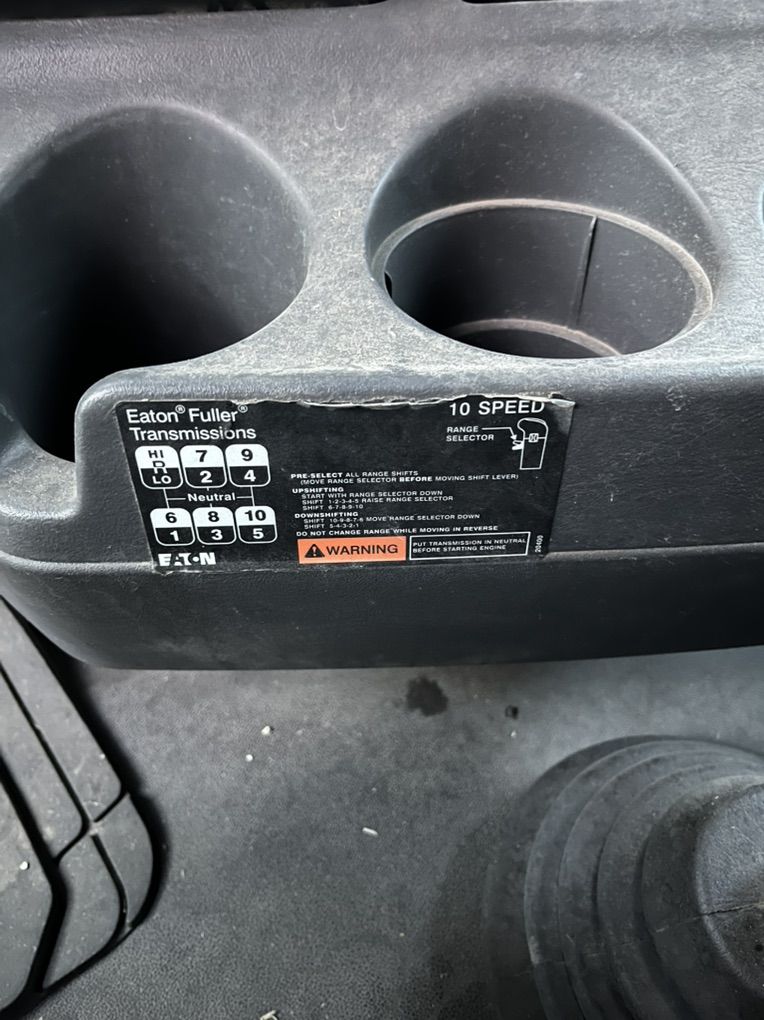 Eaton® Fuller®
Transmissions
10 SPEED
RANGE
SELECTOR
HI 7 9
R
LO 2 4
Neutral
6 8 10
1 3 5
EATON
PRE-SELECT ALL RANGE SHIFTS
(MOVE RANGE SELECTOR BEFORE MOVING SHIFT LEVER)
UPSHIFTING
START WITH RANGE SELECTOR DOWN
SHIFT 1-2-3-4-5 RAISE RANGE SELECTOR
SHIFT 6-7-8-9-10
DOWNSHIFTING
SHIFT 10-9-8-7-6 MOVE RANGE SELECTOR DOWN
SHIFT 5-4-3-2-1
DO NOT CHANGE RANGE WHILE MOVING IN REVERSE
WARNING
PUT TRANSMISSION IN NEUTRAL
BEFORE STARTING ENGINE
20400